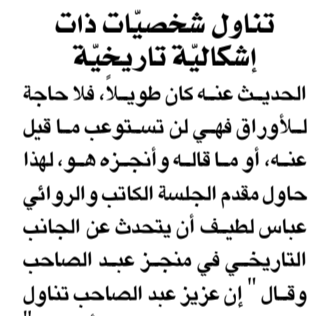 تناول شخصيّات ذات
إشكاليّة تاريخيّة
الحديث عنه كان طويلاً، فلا حاجة
للأوراق فهي لن تستوعب ما قيل
عنه، أو ما قاله وأنجزه هو، لهذا
حاول مقدم الجلسة الكاتب والروائي
عباس لطيف أن يتحدث عن الجانب
التاريخي في منجز عبد الصاحب
وقال " إن عزيز عبد الصاحب تناول